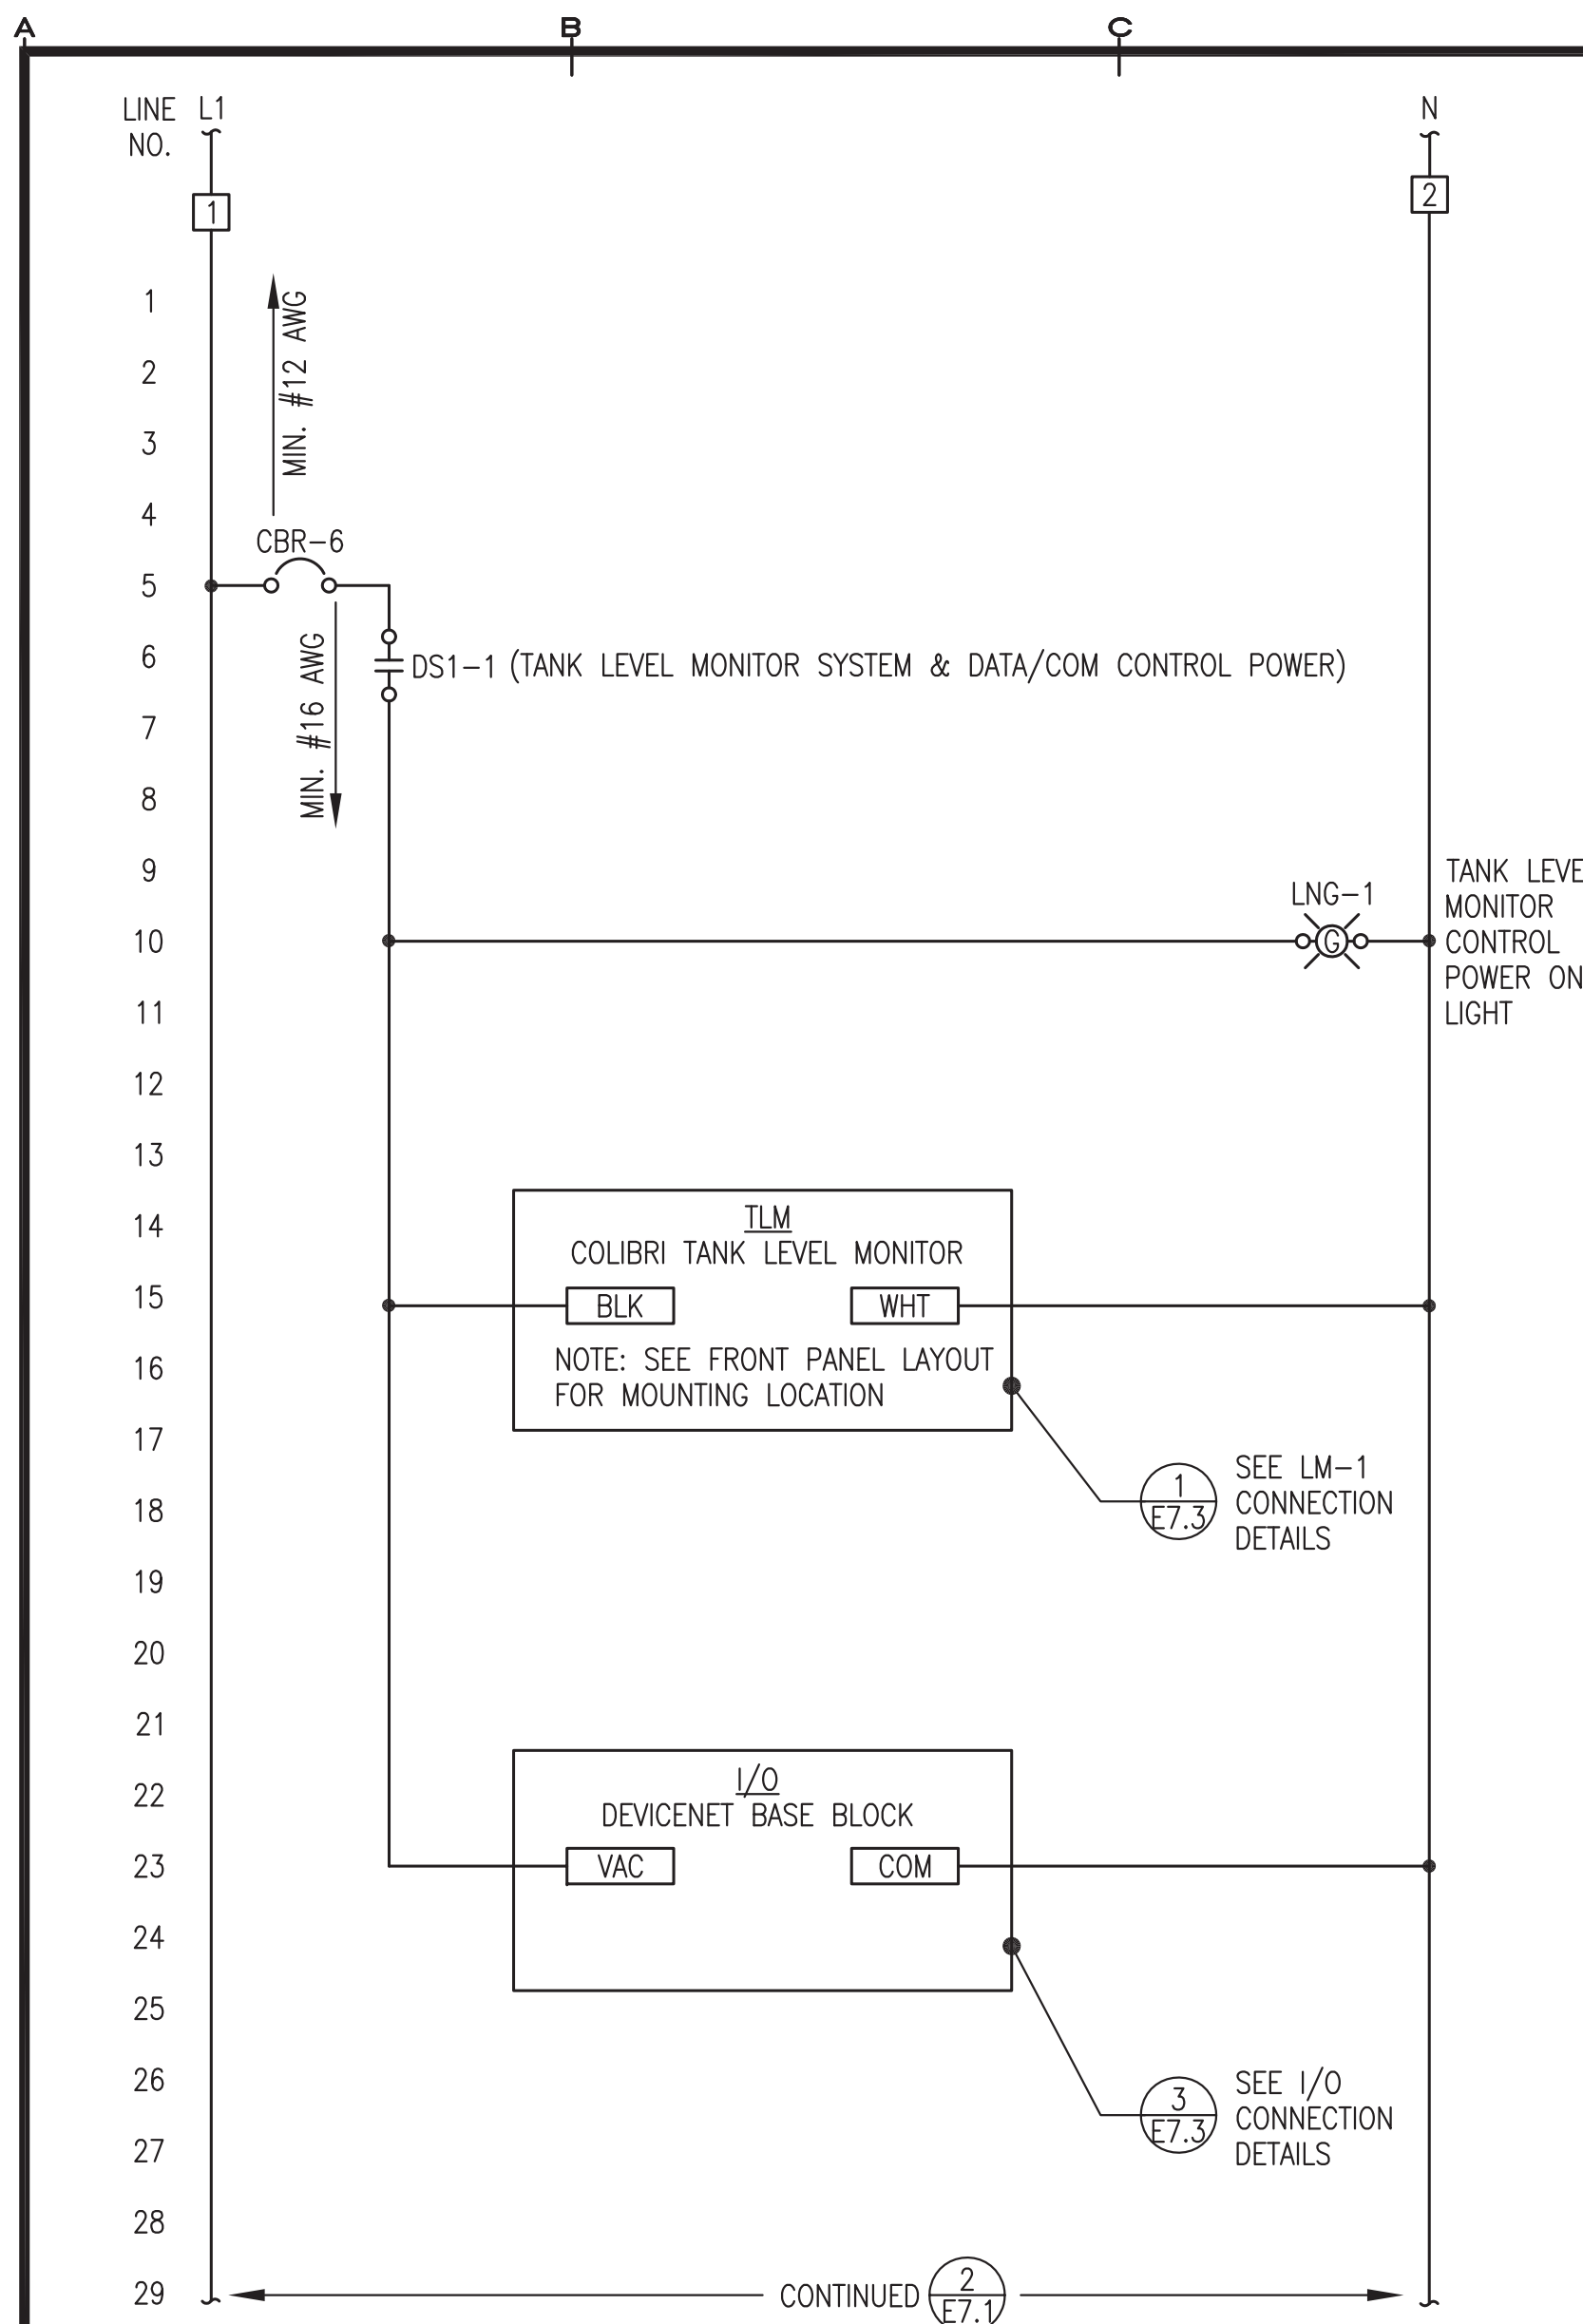 A B C
LINE L1 N
NO.
1 2
1
MIN. #12 AWG
2
3
4
CBR-6
5
6
DS1-1 (TANK LEVEL MONITOR SYSTEM & DATA/COM CONTROL POWER)
MIN. #16 AWG
7
8
9
LNG-1
TANK LEVE
MONITOR
10
G
CONTROL
POWER ON
11
LIGHT
12
13
14
TLM
COLIBRI TANK LEVEL MONITOR
15
BLK WHT
16
NOTE: SEE FRONT PANEL LAYOUT
FOR MOUNTING LOCATION
17
1
E7.3
SEE LM-1
18
CONNECTION
DETAILS
19
20
21
22
I/O
DEVICENET BASE BLOCK
23
VAC COM
24
25
26
3
E7.3
SEE I/O
CONNECTION
27
DETAILS
28
29
CONTINUED
2
E7.1